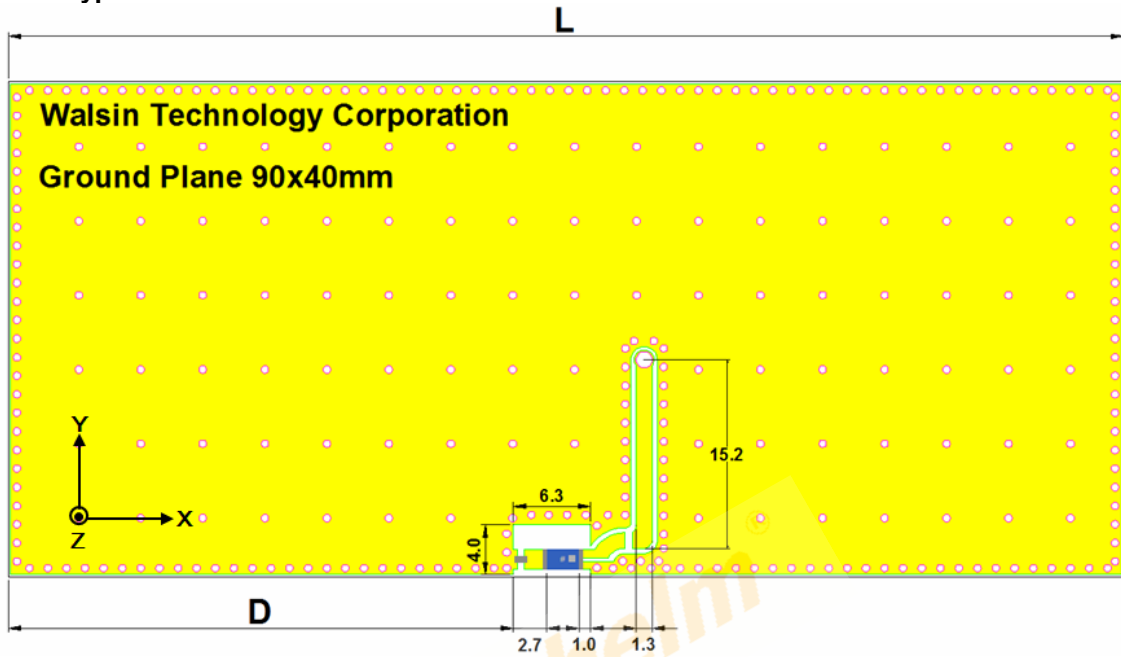 L
Walsin Technology Corporation
Ground Plane 90x40mm
Y
X
Z
15.2
6.3
4.0
D
2.7
1.0
1.3